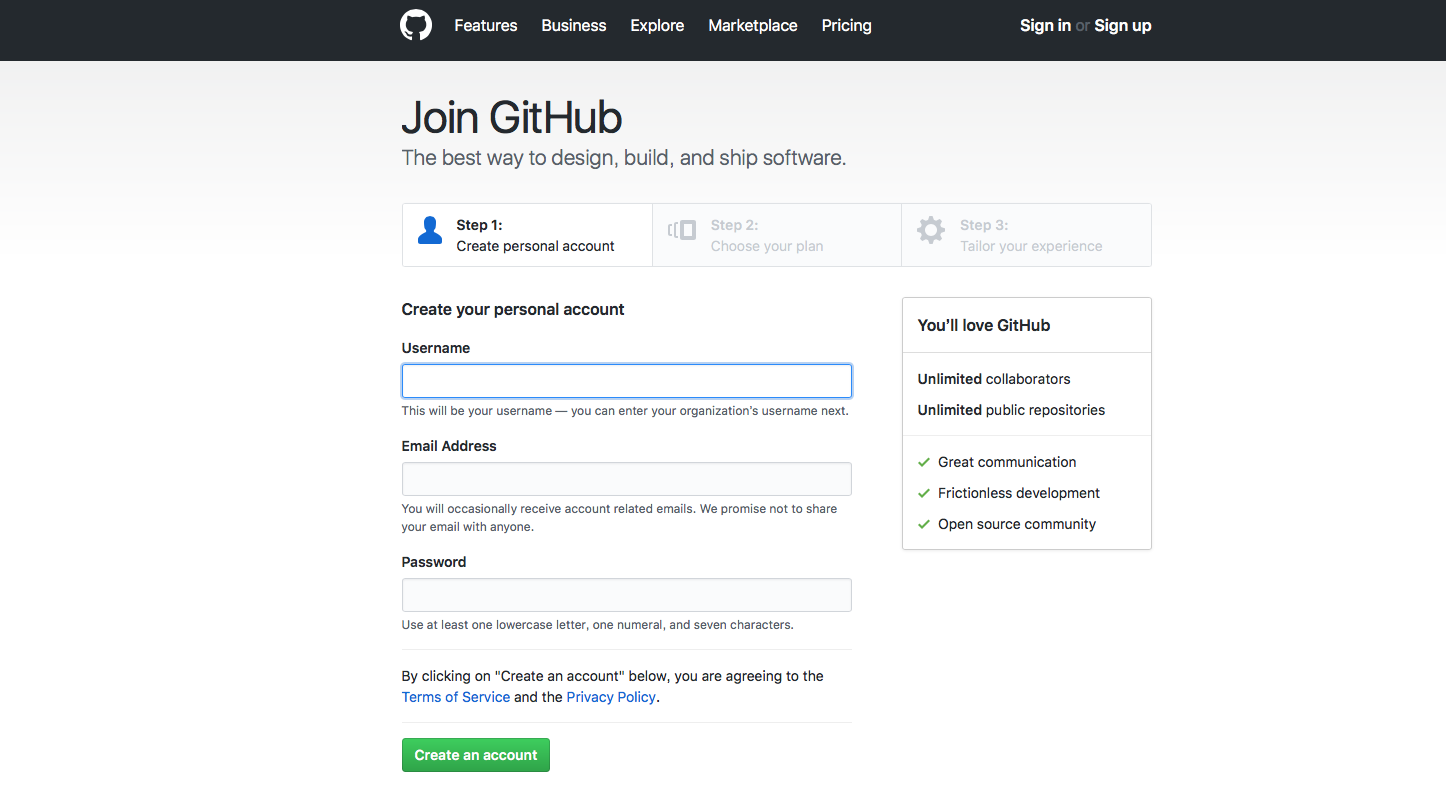 Features Business Explore Marketplace Pricing Sign in or Sign up
Join GitHub
The best way to design, build, and ship software.
Step 1:
Create personal account
Step 2:
Choose your plan
Step 3:
Tailor your experience
Create your personal account
Username
This will be your username — you can enter your organization’s username next.
Email Address
You will occasionally receive account related emails. We promise not to share
your email with anyone.
Password
Use at least one lowercase letter, one numeral, and seven characters.
By clicking on "Create an account" below, you are agreeing to the
Terms of Service and the Privacy Policy.
Create an account
You’ll love GitHub
Unlimited collaborators
Unlimited public repositories
Great communication
Frictionless development
Open source community